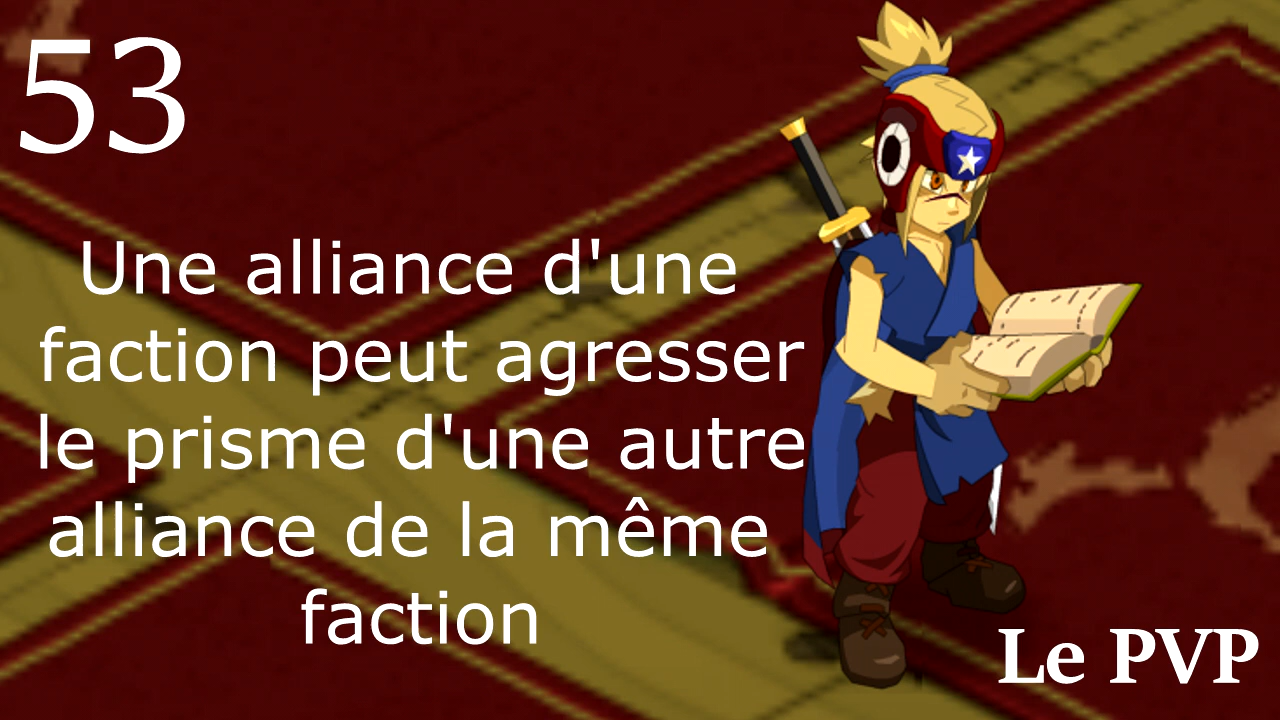 53
Une alliance d'une
faction peut agresser
le prisme d'une autre
alliance de la même
faction
Le PVP